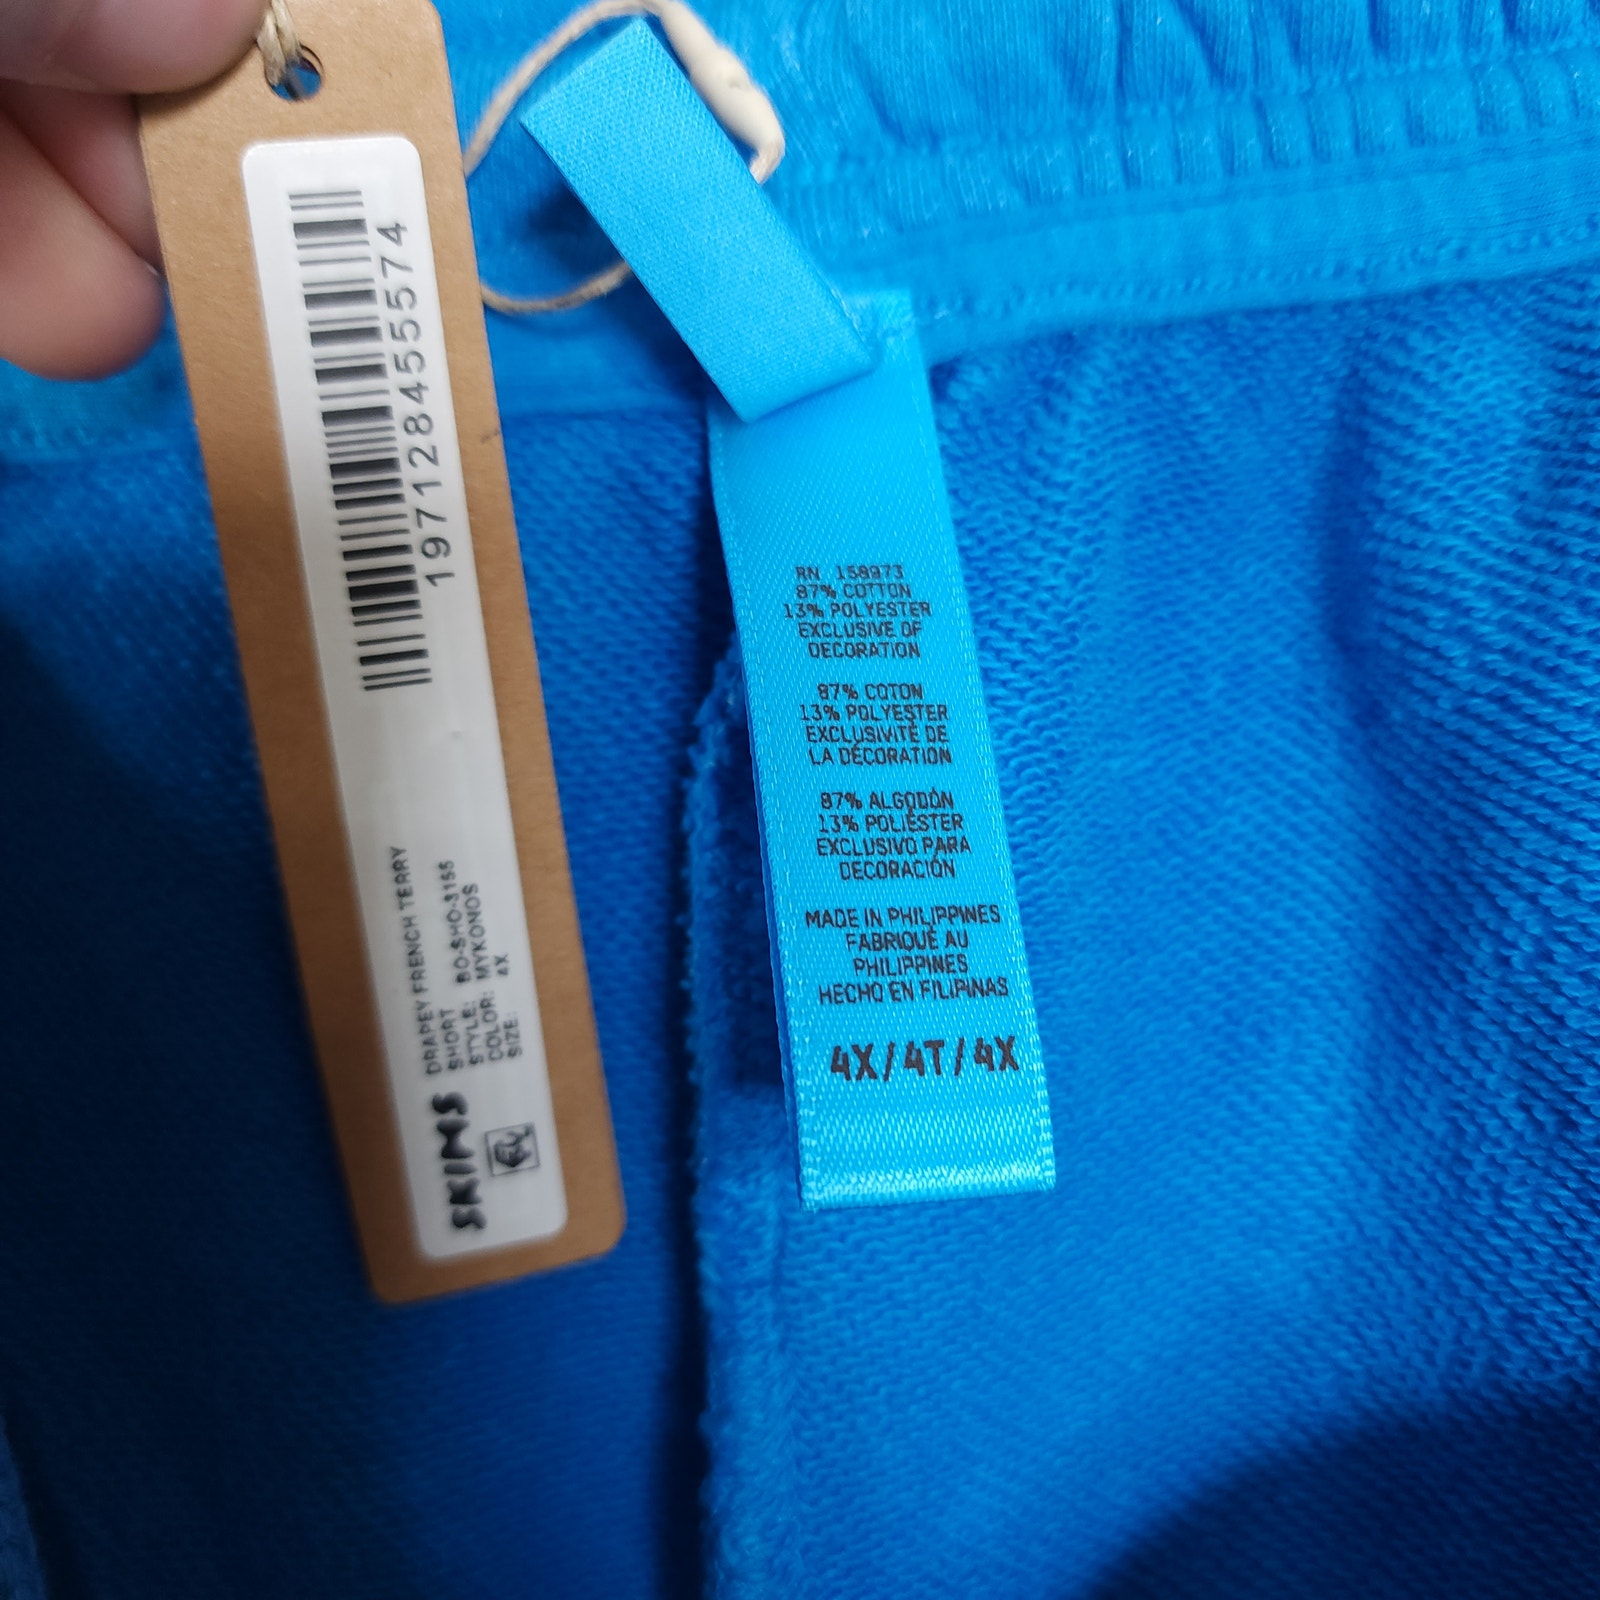 197128455574
DRAPEY FRENCH TERRY
SHORT
STYLE: BO-SHO-3155
COLOR: MYKONOS
SIZE: 4X
SKIMS
RN 158973
87% COTTON
13% POLYESTER
EXCLUSIVE OF
DECORATION
87% COTON
13% POLYESTER
EXCLUSIVITÉ DE
LA DÉCORATION
87% ALGODÓN
13% POLIÉSTER
EXCLUSIVO PARA
DECORACIÓN
MADE IN PHILIPPINES
FABRIQUÉ AU
PHILIPPINES
HECHO EN FILIPINAS
4X/4T/4X